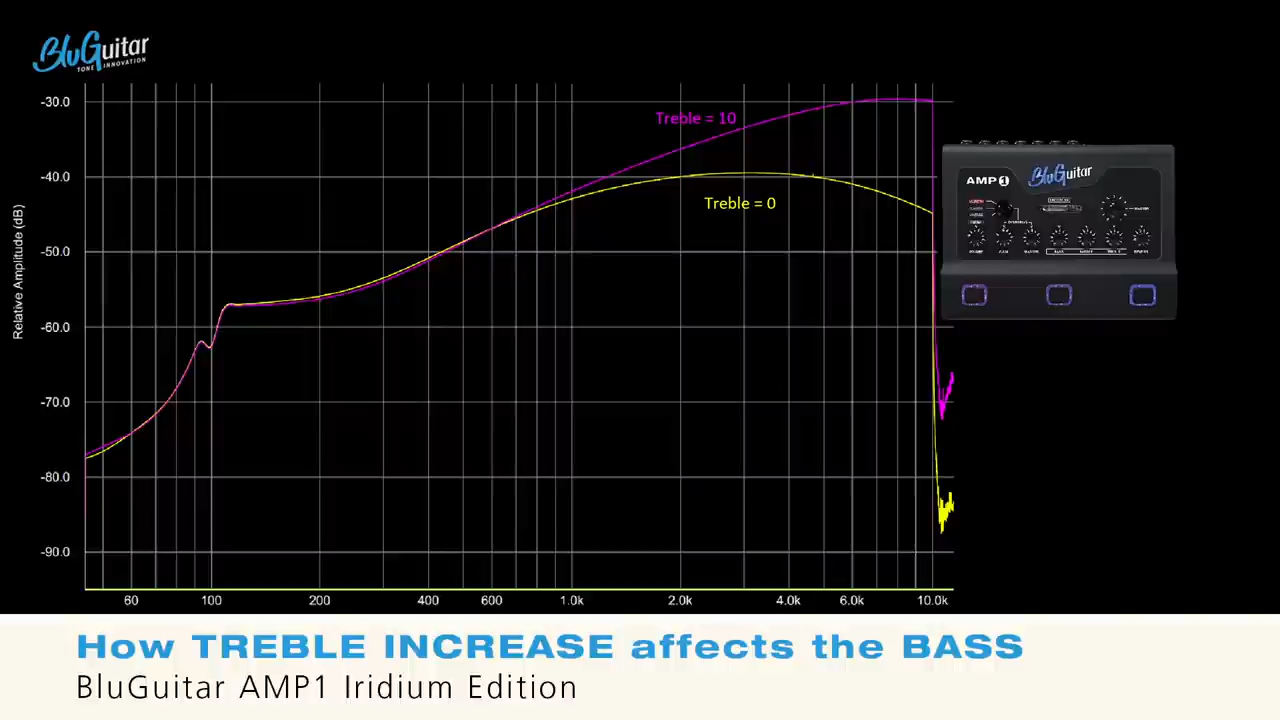 BluGuitar
TONE INNOVATION
-30.0
-40.0
-50.0
-60.0
-70.0
-80.0
-90.0
Relative Amplitude (dB)
Treble = 10
Treble = 0
60 100 200 400 600 1.0k 2.0k 4.0k 6.0k 10.0k
AMP1 BluGuitar
How TREBLE INCREASE affects the BASS
BluGuitar AMP1 Iridium Edition